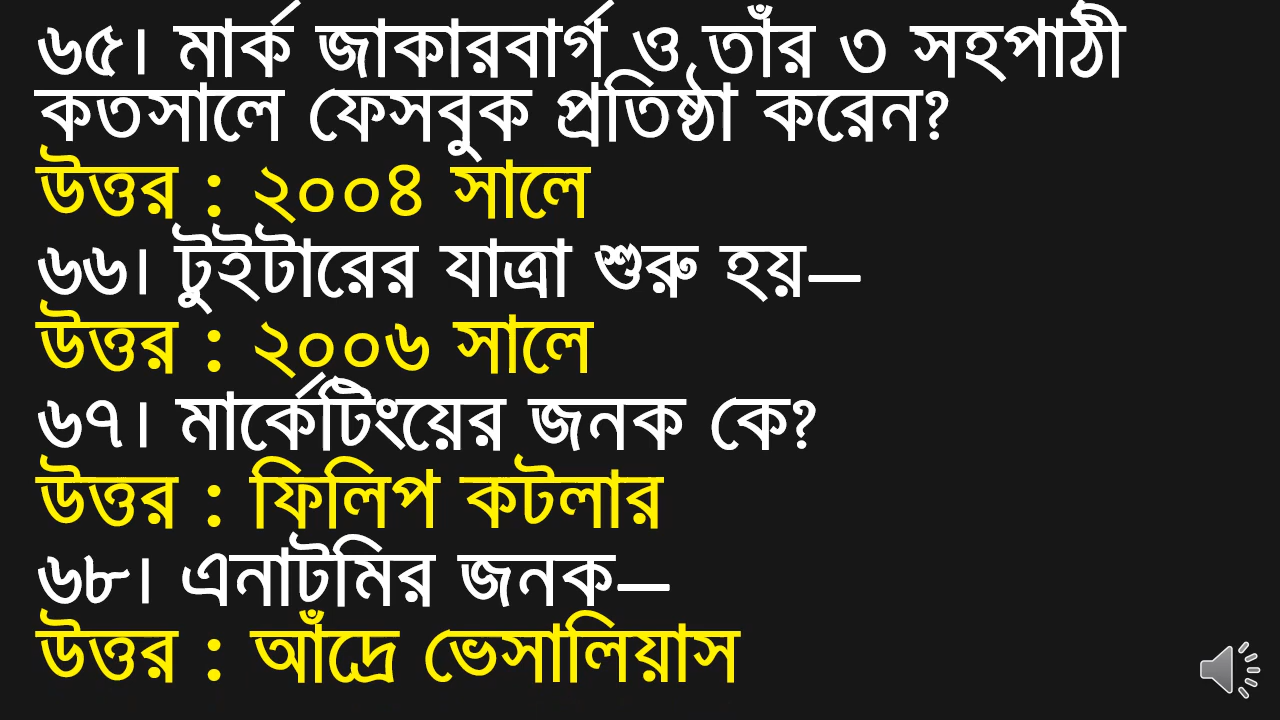 ৬৫। মার্ক জাকারবার্গ ও তাঁর ৩ সহপাঠী
কতসালে ফেসবুক প্রতিষ্ঠা করেন?
উত্তর : ২০০৪ সালে
৬৬। টুইটারের যাত্রা শুরু হয়—
উত্তর : ২০০৬ সালে
৬৭। মার্কেটিংয়ের জনক কে?
উত্তর : ফিলিপ কটলার
৬৮। এনাটমির জনক—
উত্তর : আঁদ্রে ভেসালিয়াস